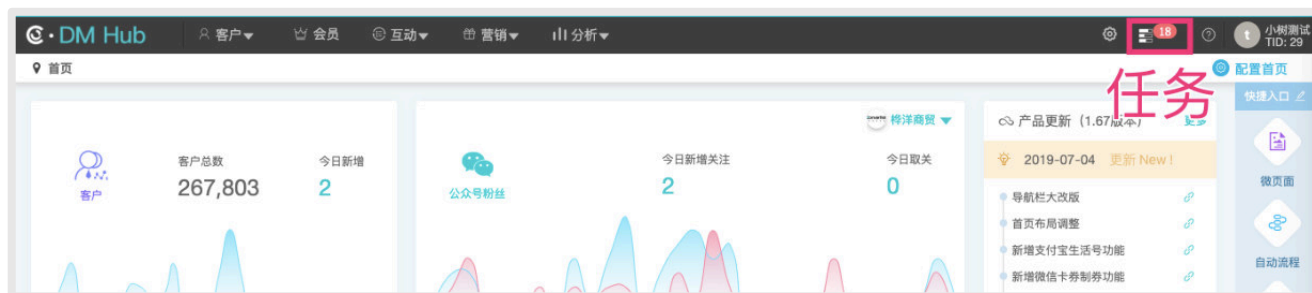 DM Hub 客户 会员 互动 营销 分析 18 t 小树测试
TID: 29
首页 配置首页
任务
快捷入口
桦洋商贸 产品更新（1.67版本） 更多
客户总数 今日新增 今日新增关注 今日取关
267,803 2 2 0
客户 公众号粉丝
2019-07-04 更新 New !
导航栏大改版
首页布局调整
新增支付宝生活号功能
新增微信卡券制券功能
微页面
自动流程